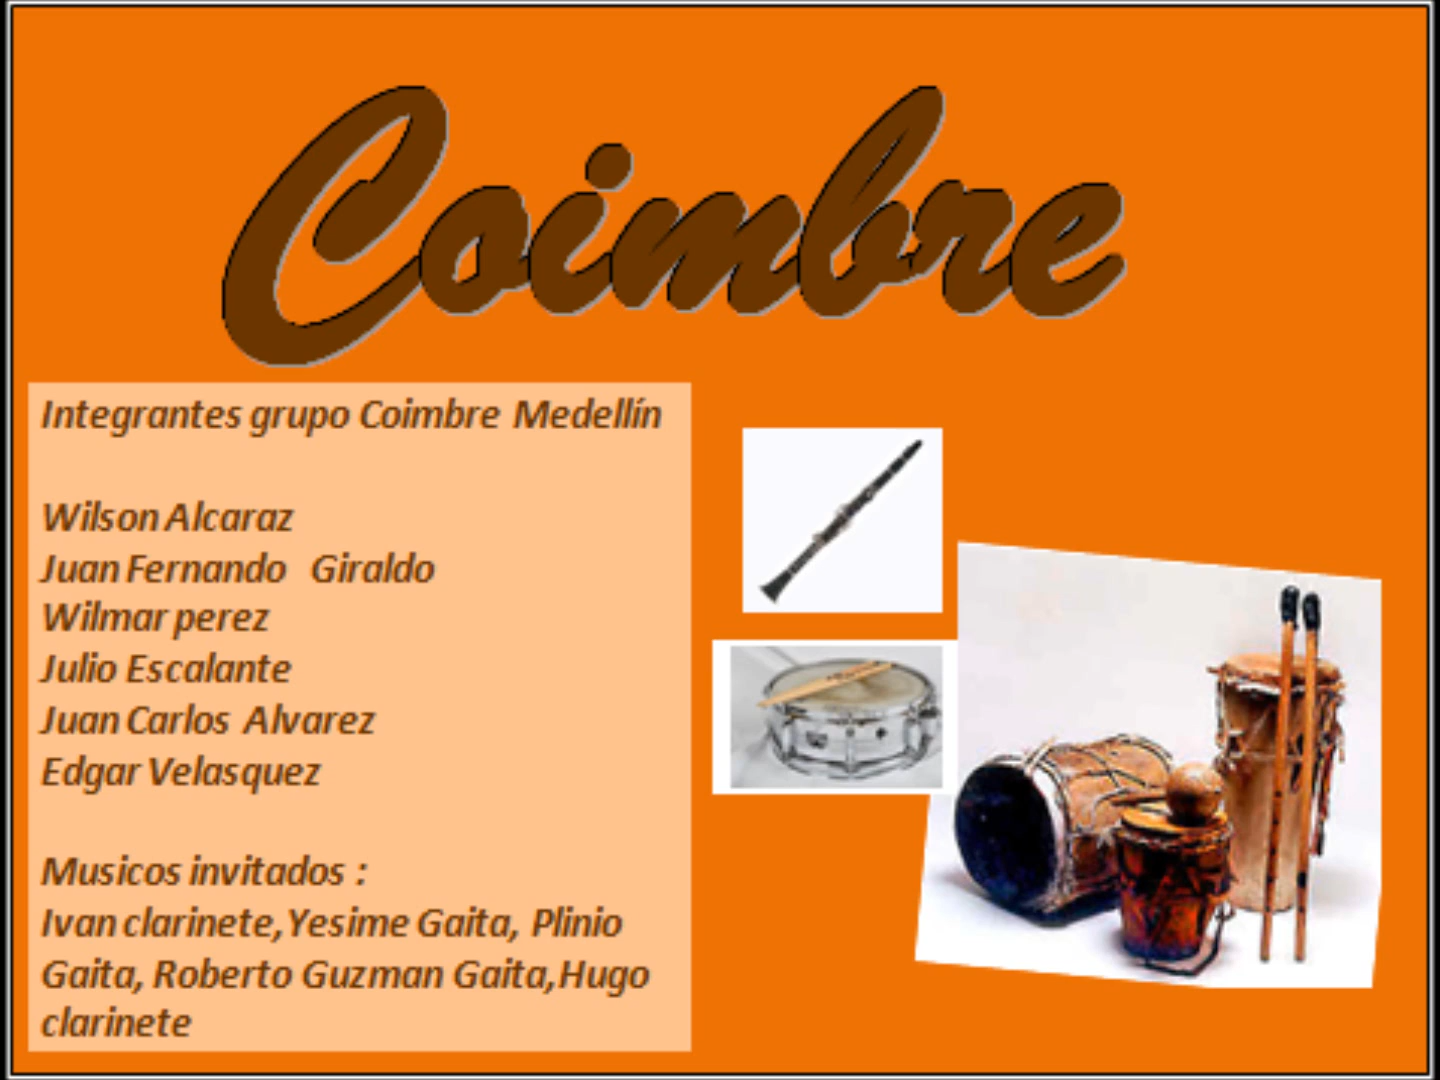 Coimbre
Integrantes grupo Coimbre Medellín
Wilson Alcaraz
Juan Fernando Giraldo
Wilmar perez
Julio Escalante
Juan Carlos Alvarez
Edgar Velasquez
Musicos invitados :
Ivan clarinete,Yesime Gaita, Plinio
Gaita, Roberto Guzman Gaita,Hugo
clarinete